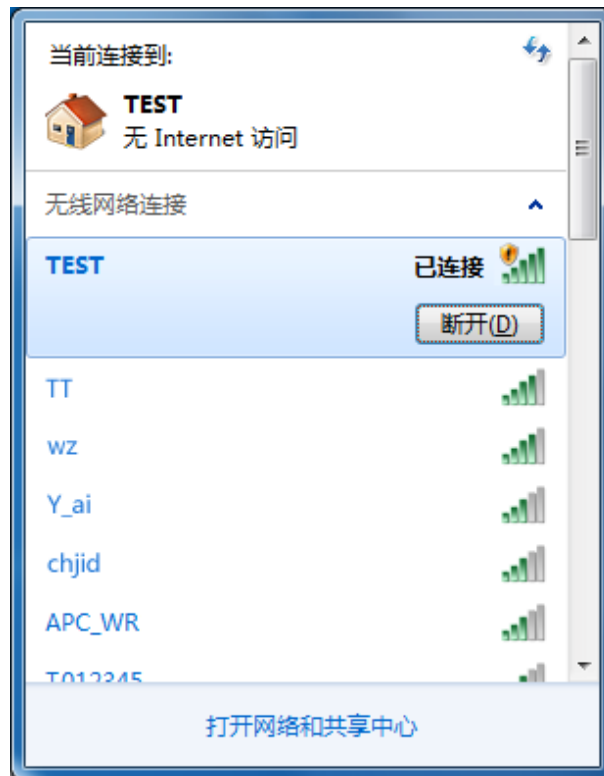 当前连接到:
TEST
无 Internet 访问
无线网络连接
TEST 已连接
断开(D)
TT
wz
Y_ai
chjid
APC_WR
T012345
打开网络和共享中心